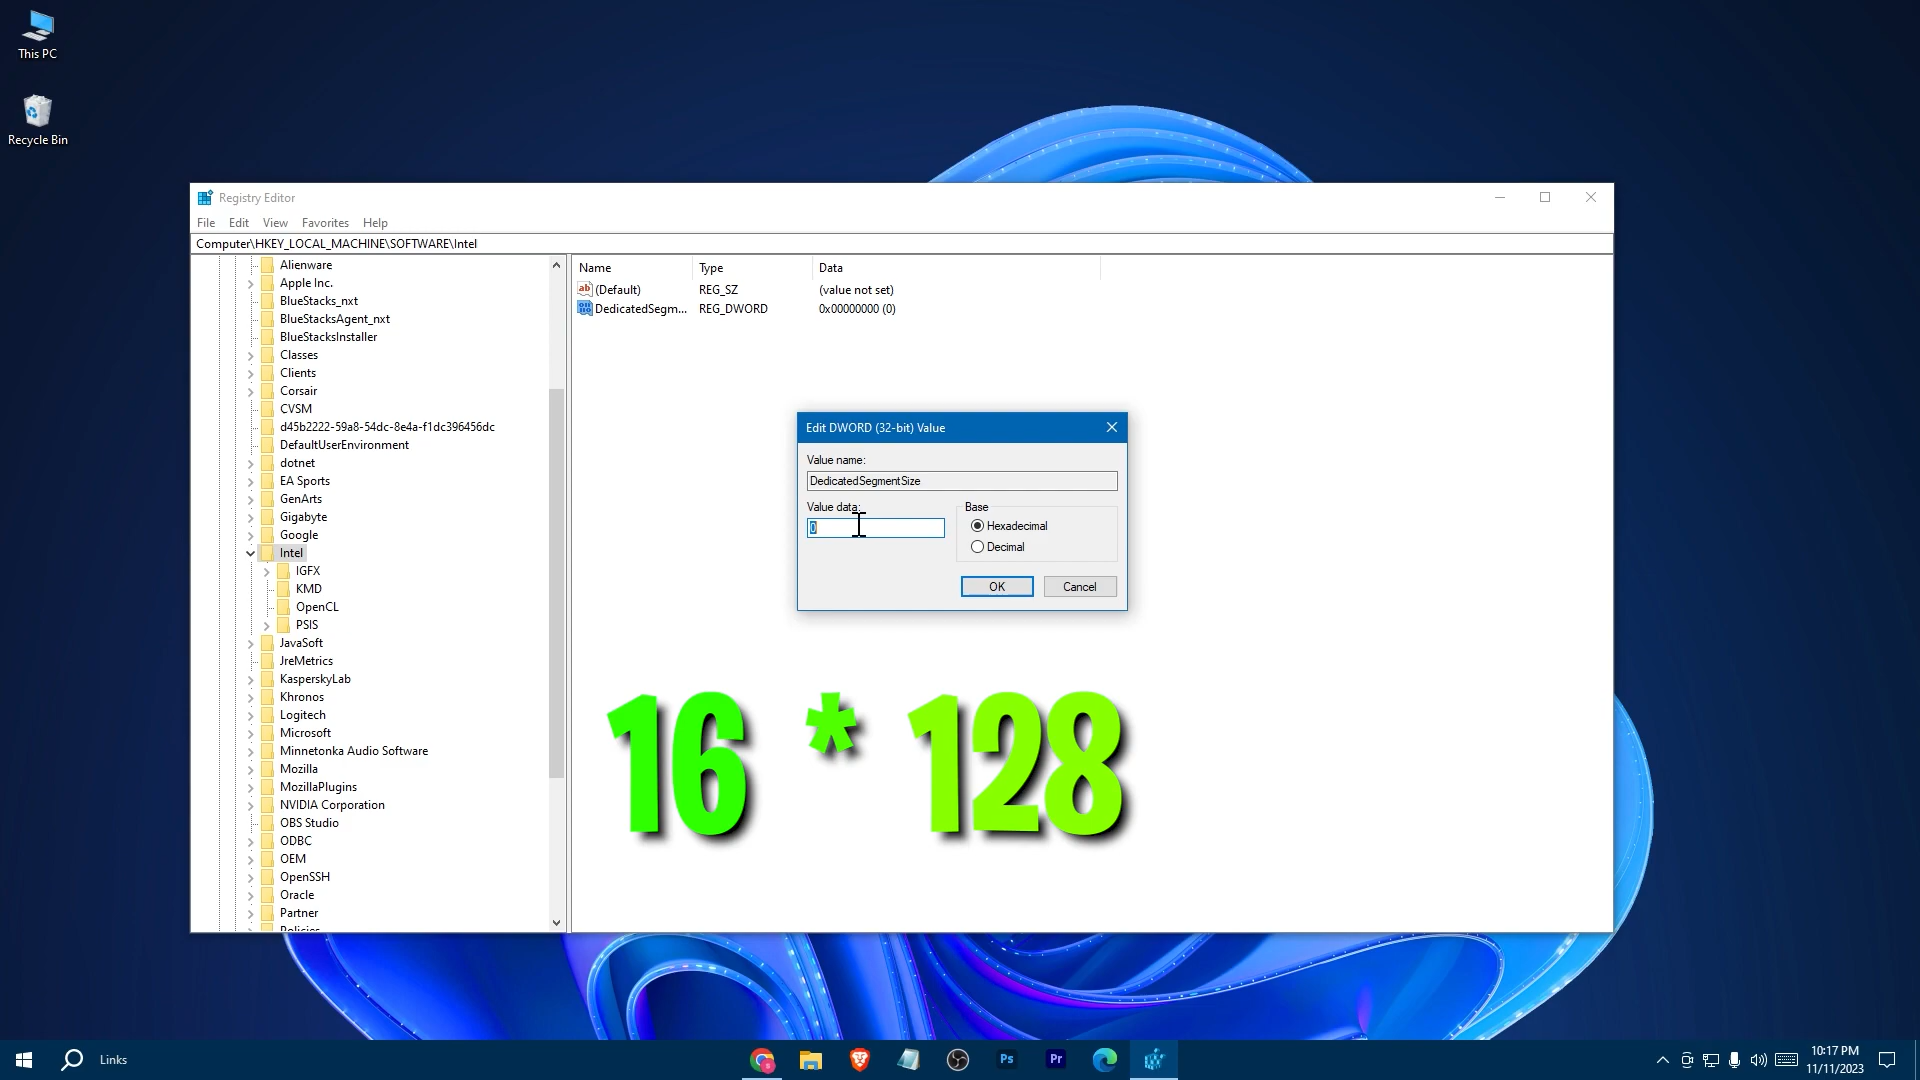 This PC
Recycle Bin
Registry Editor
File Edit View Favorites Help
Computer\HKEY_LOCAL_MACHINE\SOFTWARE\Intel
Alienware
Apple Inc.
BlueStacks_nxt
BlueStacksAgent_nxt
BlueStacksInstaller
Classes
Clients
Corsair
CVSM
d45b2222-59a8-54dc-8e4a-f1dc396456dc
DefaultUserEnvironment
dotnet
EA Sports
GenArts
Gigabyte
Google
Intel
IGFX
KMD
OpenCL
PSIS
JavaSoft
JreMetrics
KasperskyLab
Khronos
Logitech
Microsoft
Minnetonka Audio Software
Mozilla
MozillaPlugins
NVIDIA Corporation
OBS Studio
ODBC
OEM
OpenSSH
Oracle
Partner
Policies
Name Type Data
ab (Default) REG_SZ (value not set)
DedicatedSegm... REG_DWORD 0x00000000 (0)
Edit DWORD (32-bit) Value
Value name:
DedicatedSegmentSize
Value data: Base
0 Hexadecimal
Decimal
OK Cancel
16 * 128
Links
Ps
Pr
10:17 PM
11/11/2023